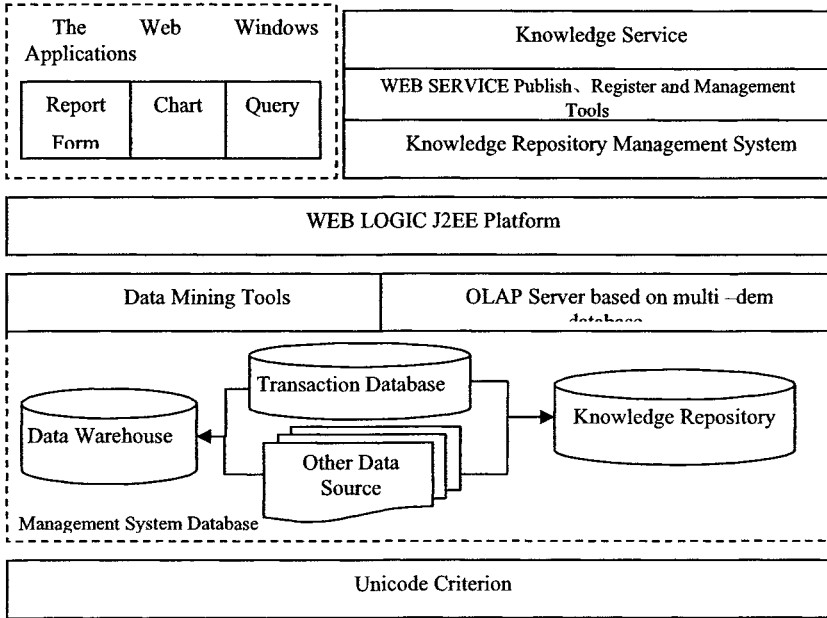 The Web Windows
Applications
Report
Form
Chart
Query
Knowledge Service
WEB SERVICE Publish、Register and Management
Tools
Knowledge Repository Management System
WEB LOGIC J2EE Platform
Data Mining Tools
OLAP Server based on multi –dem
database
Transaction Database
Data Warehouse
Knowledge Repository
Other Data
Source
Management System Database
Unicode Criterion